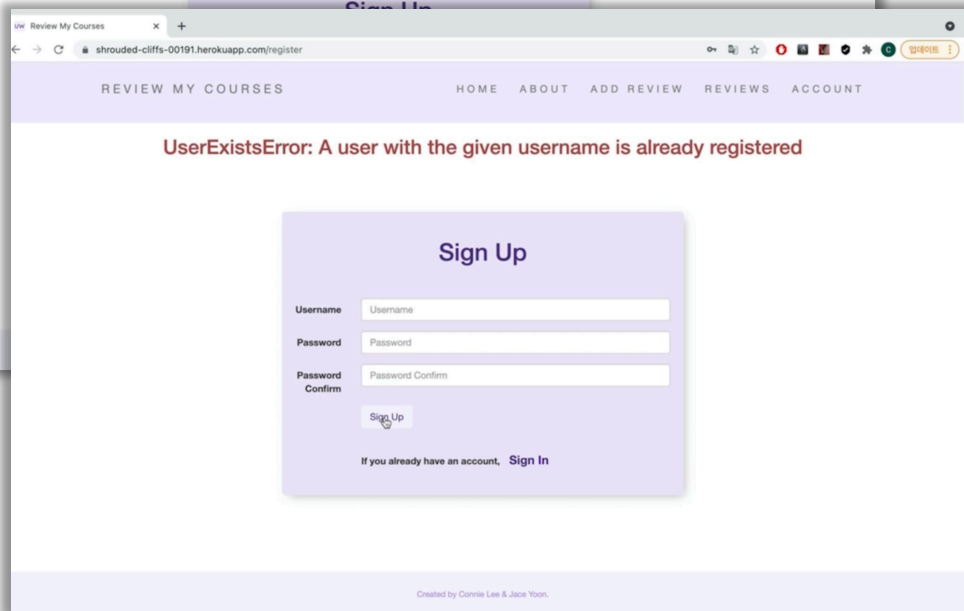 Sign Up
UW Review My Courses
shrouded-cliffs-00191.herokuapp.com/register
C 업데이트
REVIEW MY COURSES HOME ABOUT ADD REVIEW REVIEWS ACCOUNT
UserExistsError: A user with the given username is already registered
Sign Up
Username Username
Password Password
Password Password Confirm
Confirm
Sign Up
If you already have an account, Sign In
Created by Connie Lee & Jace Yoon.